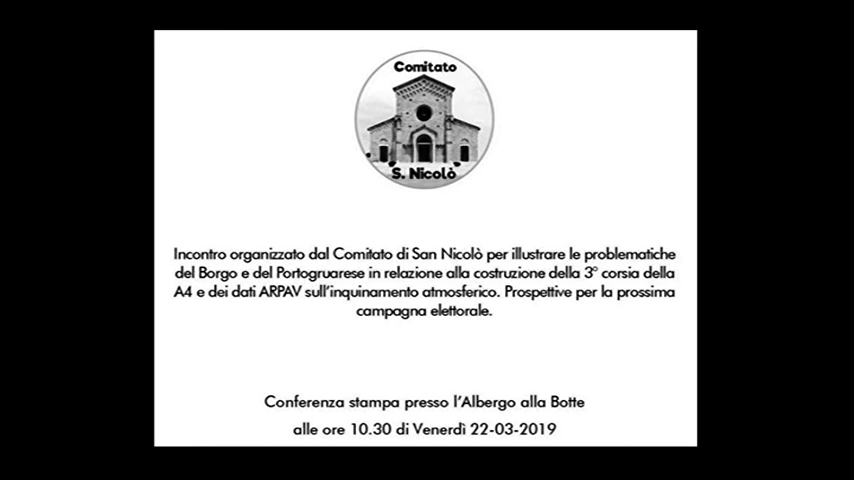 Comitato
S. Nicolò
Incontro organizzato dal Comitato di San Nicolò per illustrare le problematiche
del Borgo e del Portogruarese in relazione alla costruzione della 3° corsia della
A4 e dei dati ARPAV sull'inquinamento atmosferico. Prospettive per la prossima
campagna elettorale.
Conferenza stampa presso l'Albergo alla Botte
alle ore 10.30 di Venerdì 22-03-2019